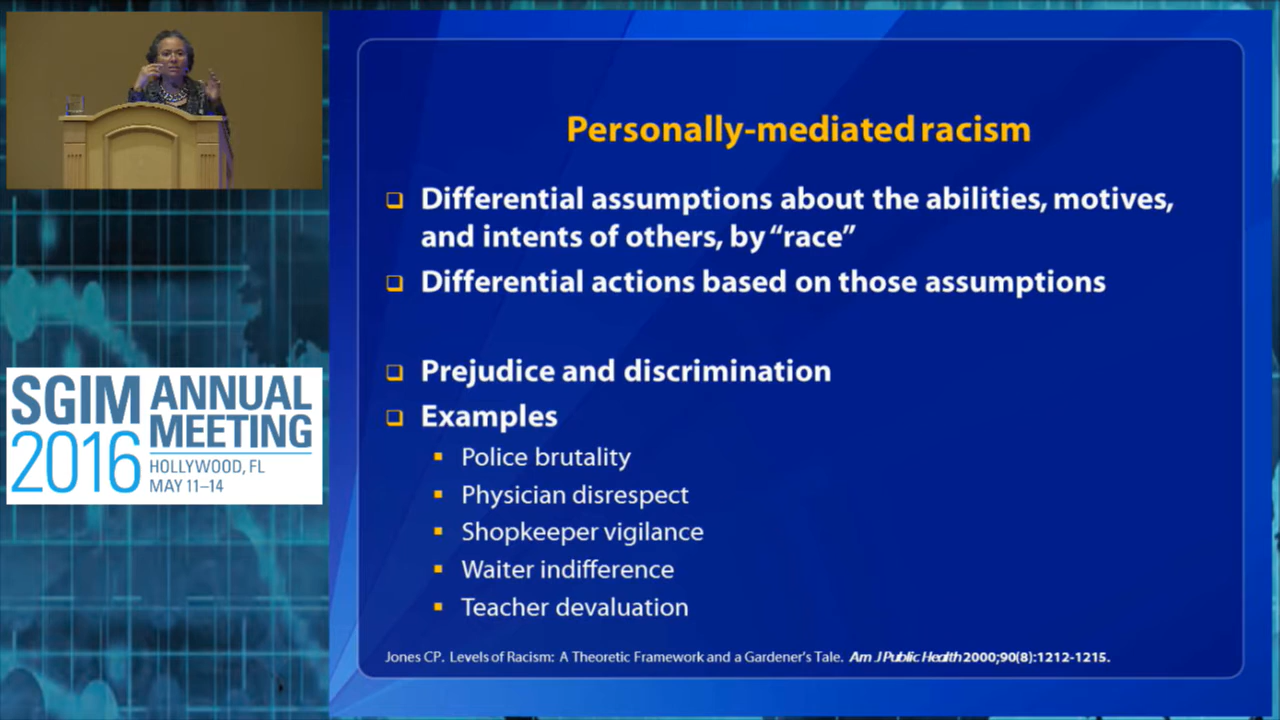 Personally-mediated racism
Differential assumptions about the abilities, motives,
and intents of others, by “race”
Differential actions based on those assumptions
Prejudice and discrimination
Examples
Police brutality
Physician disrespect
Shopkeeper vigilance
Waiter indifference
Teacher devaluation
Jones CP. Levels of Racism: A Theoretic Framework and a Gardener's Tale. Am J Public Health 2000;90(8):1212-1215.
SGIM ANNUAL
2016 MEETING
HOLLYWOOD, FL
MAY 11–14